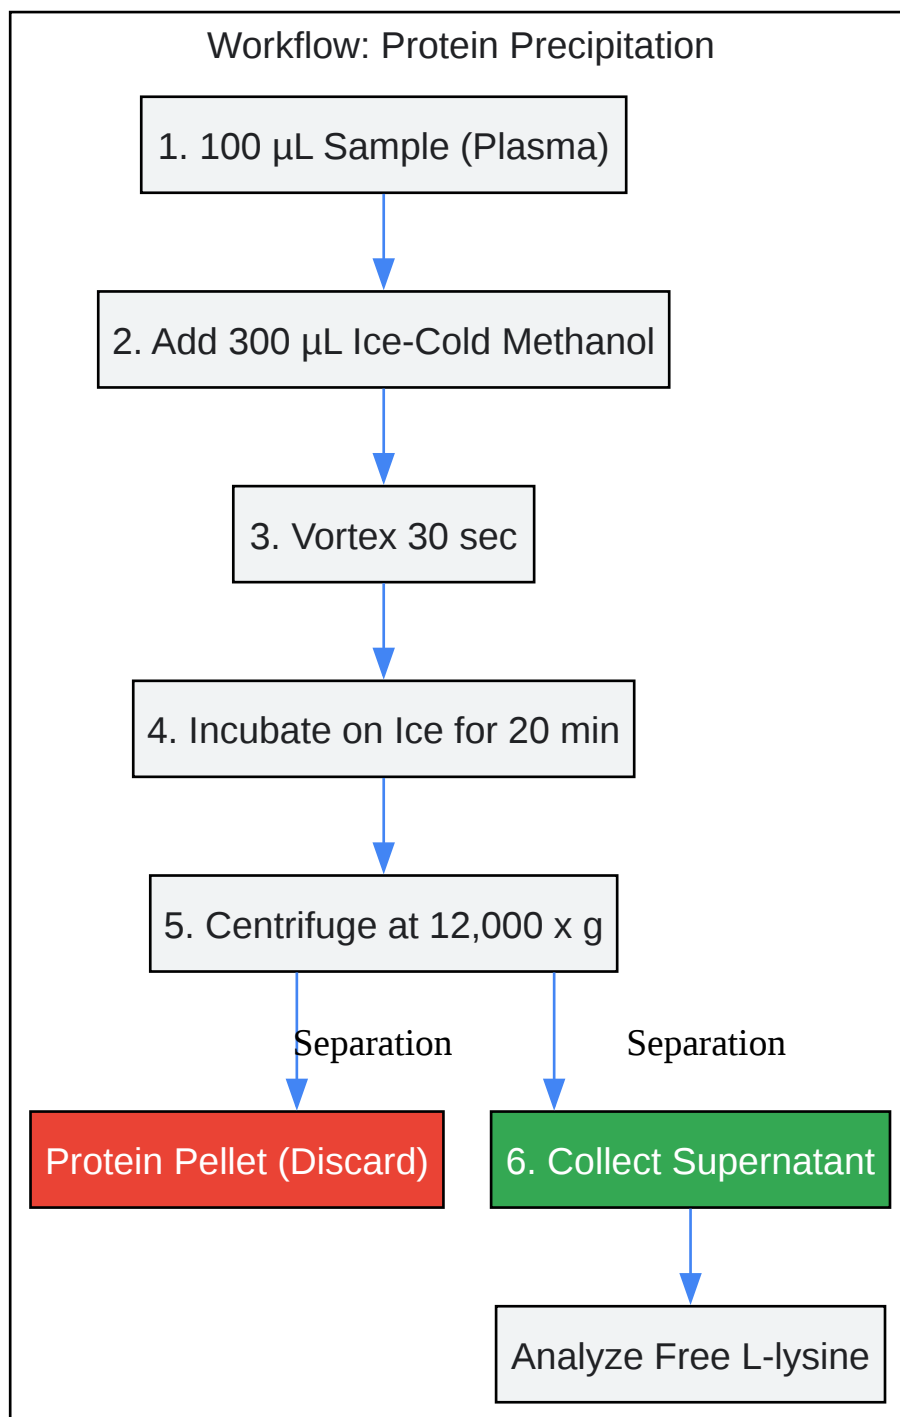 Workflow: Protein Precipitation
1. 100 µL Sample (Plasma)
2. Add 300 µL Ice-Cold Methanol
3. Vortex 30 sec
4. Incubate on Ice for 20 min
5. Centrifuge at 12,000 x g
Separation
Separation
Protein Pellet (Discard)
6. Collect Supernatant
Analyze Free L-lysine